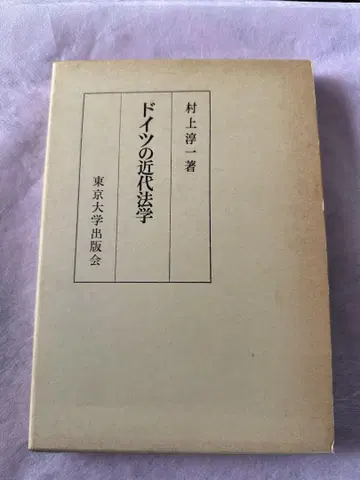 村上淳一著
ドイツの近代法学
東京大学出版会